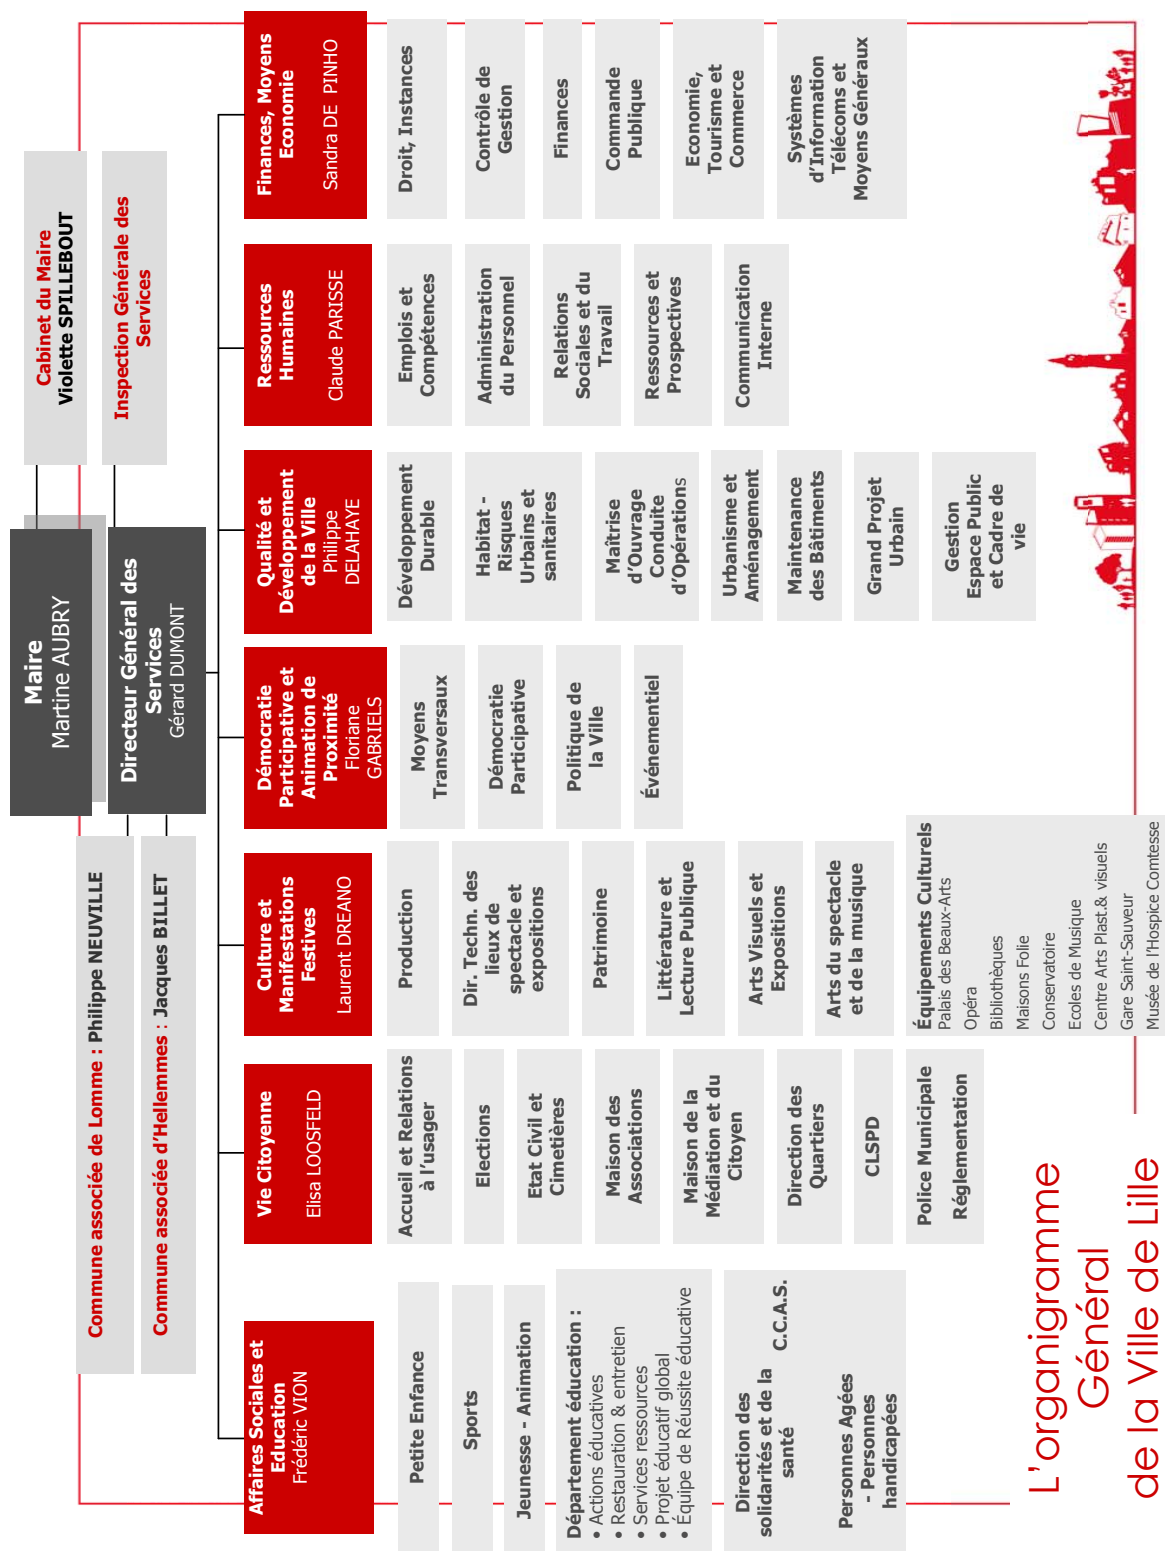 Maire
Martine AUBRY
Cabinet du Maire
Violette SPILLEBOUT
Commune associée de Lomme : Philippe NEUVILLE
Commune associée d'Hellemmes : Jacques BILLET
Directeur Général des
Services
Gérard DUMONT
Inspection Générale des
Services
Affaires Sociales et
Education
Frédéric VION
Petite Enfance
Sports
Jeunesse - Animation
Département éducation :
• Actions éducatives
• Restauration & entretien
• Services ressources
• Projet éducatif global
• Equipe de Réussite éducative
Direction des
solidarités et de la
santé
C.C.A.S.
Personnes Agées
- Personnes
handicapées
Vie Citoyenne
Elisa LOOSFELD
Accueil et Relations
à l'usager
Elections
Etat Civil et
Cimetières
Maison des
Associations
Maison de la
Médiation et du
Citoyen
Direction des
Quartiers
CLSPD
Police Municipale
Réglementation
Culture et
Manifestations
Festives
Laurent DREANO
Production
Dir. Techn. des
lieux de
spectacle et
expositions
Patrimoine
Littérature et
Lecture Publique
Arts Visuels et
Expositions
Arts du spectacle
et de la musique
Équipements Culturels
Palais des Beaux-Arts
Opéra
Bibliothèques
Maisons Folie
Conservatoire
Ecoles de Musique
Centre Arts Plast.& visuels
Gare Saint-Sauveur
Musée de l'Hospice Comtesse
Démocratie
Participative et
Animation de
Proximité
Floriane
GABRIELS
Moyens
Transversaux
Démocratie
Participative
Politique de
la Ville
Événementiel
Qualité et
Développement
de la Ville
Philippe
DELAHAYE
Développement
Durable
Habitat -
Risques
Urbains et
sanitaires
Maîtrise
d'Ouvrage
Conduite
d'Opérations
Urbanisme et
Aménagement
Maintenance
des Bâtiments
Grand Projet
Urbain
Gestion
Espace Public
et Cadre de
vie
Ressources
Humaines
Claude PARISSE
Emplois et
Compétences
Administration
du Personnel
Relations
Sociales et du
Travail
Ressources et
Prospectives
Communication
Interne
Finances, Moyens
Economie
Sandra DE PINHO
Droit, Instances
Contrôle de
Gestion
Finances
Commande
Publique
Economie,
Tourisme et
Commerce
Systèmes
d'Information
Télécoms et
Moyens Généraux
L'organigramme
Général
de la Ville de Lille